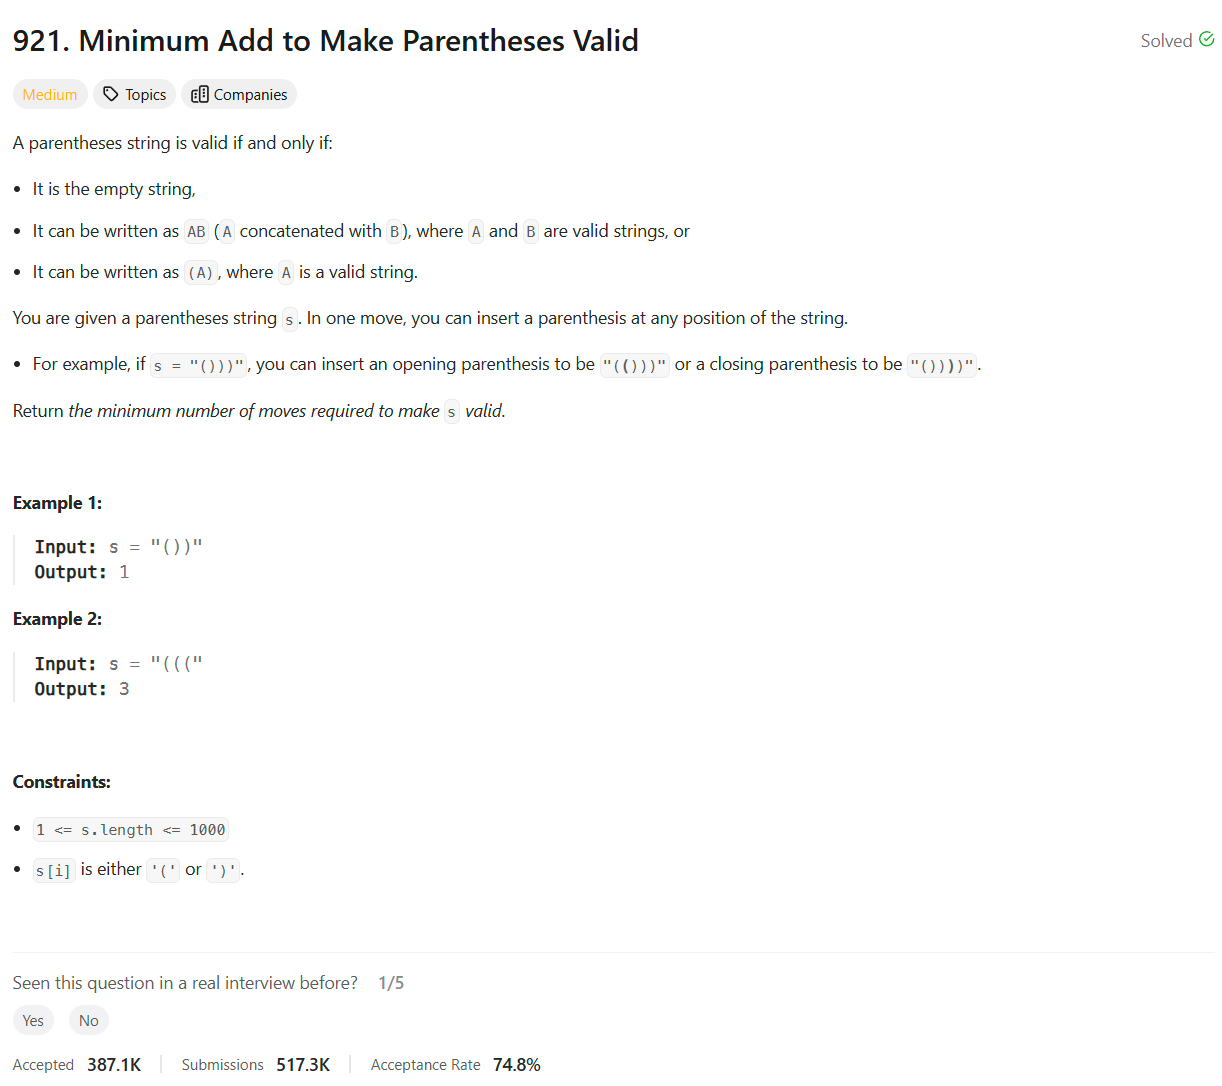 921. Minimum Add to Make Parentheses Valid
Solved
Medium Topics Companies
A parentheses string is valid if and only if:
• It is the empty string,
• It can be written as AB (A concatenated with B), where A and B are valid strings, or
• It can be written as (A), where A is a valid string.
You are given a parentheses string s. In one move, you can insert a parenthesis at any position of the string.
• For example, if s = "()))", you can insert an opening parenthesis to be "(()))" or a closing parenthesis to be "())))".
Return the minimum number of moves required to make s valid.
Example 1:
Input: s = "())"
Output: 1
Example 2:
Input: s = "((("
Output: 3
Constraints:
• 1 <= s.length <= 1000
• s[i] is either '(' or ')'.
Seen this question in a real interview before? 1/5
Yes No
Accepted 387.1K | Submissions 517.3K | Acceptance Rate 74.8%